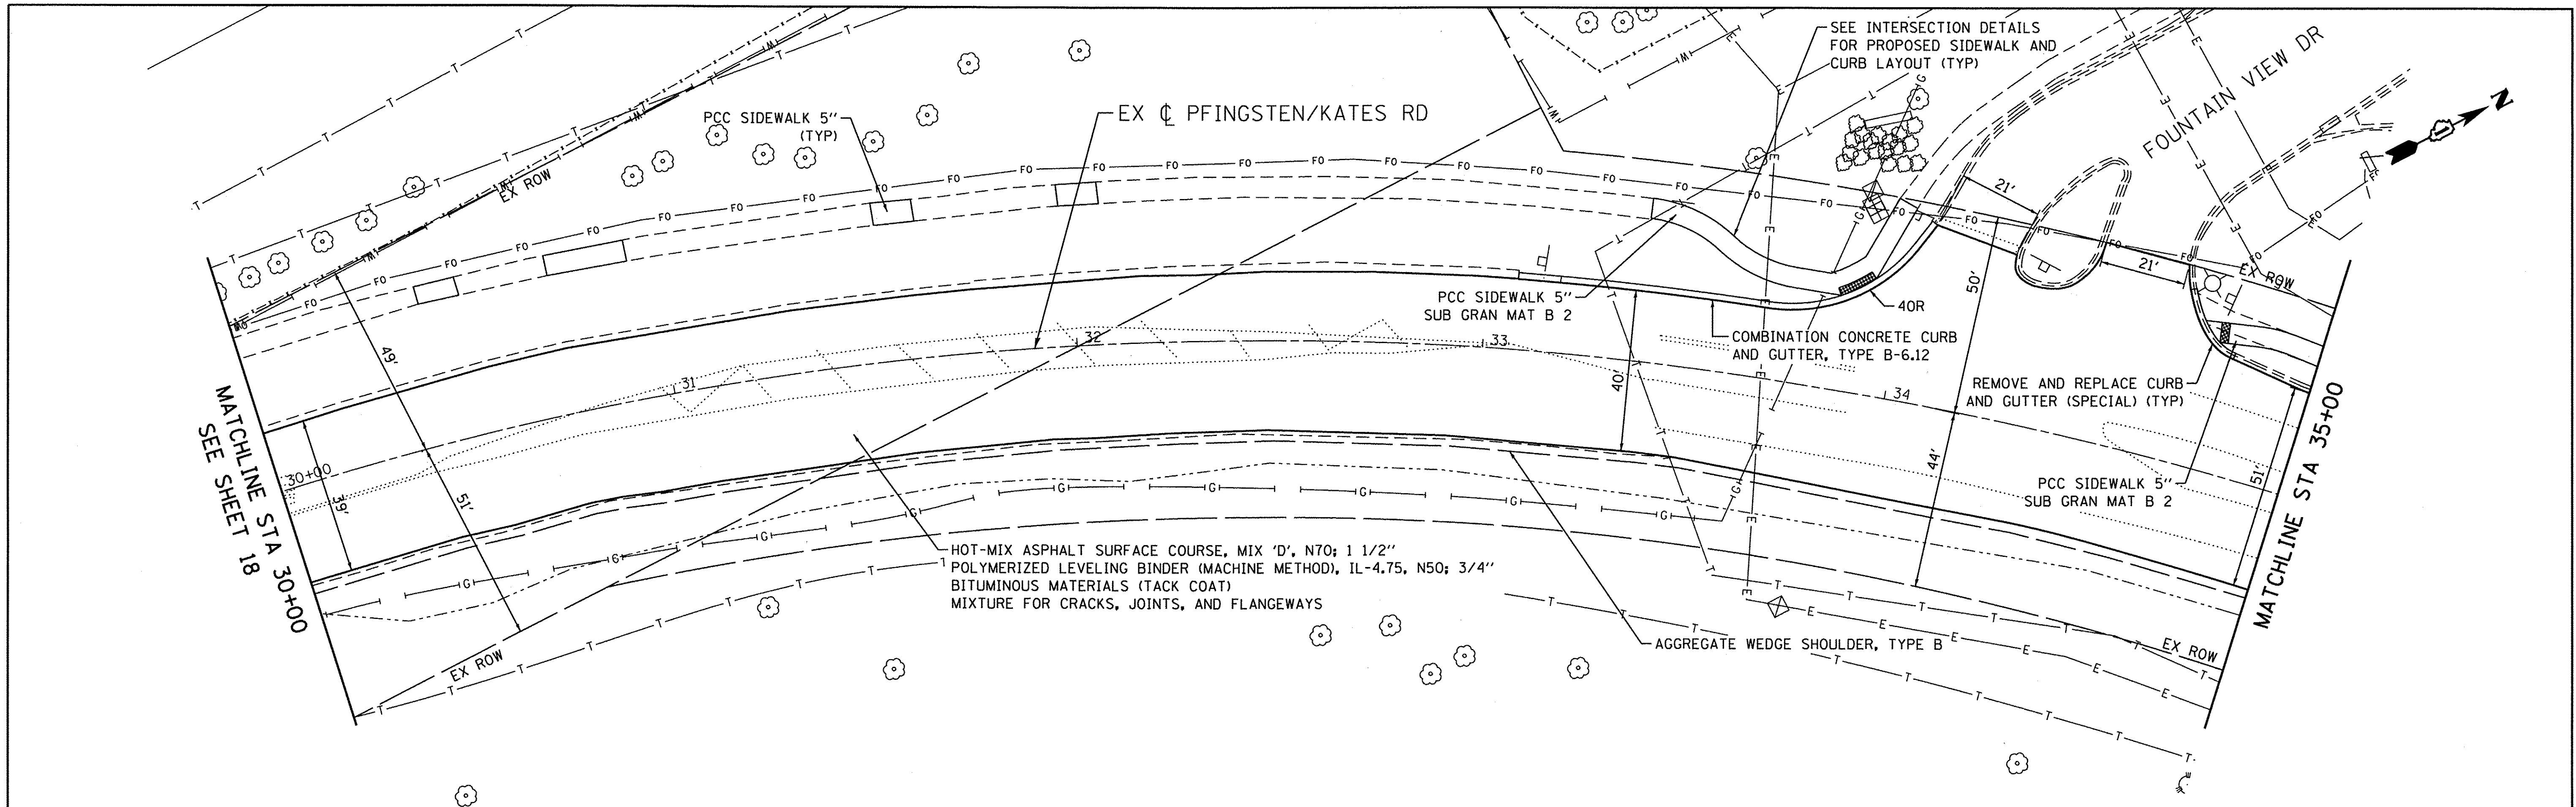 SEE INTERSECTION DETAILS
FOR PROPOSED SIDEWALK AND
CURB LAYOUT (TYP)
FOUNTAIN VIEW DR
N
PCC SIDEWALK 5"
(TYP)
EX ℄ PFINGSTEN/KATES RD
EX ROW
21'
21'
EX ROW
50'
40R
PCC SIDEWALK 5"
SUB GRAN MAT B 2
COMBINATION CONCRETE CURB
AND GUTTER, TYPE B-6.12
49'
31
32
33
34
40'
REMOVE AND REPLACE CURB
AND GUTTER (SPECIAL) (TYP)
MATCHLINE STA 30+00
SEE SHEET 18
30+00
39'
51'
44'
PCC SIDEWALK 5"
SUB GRAN MAT B 2
51'
MATCHLINE STA 35+00
HOT-MIX ASPHALT SURFACE COURSE, MIX 'D', N70; 1 1/2"
POLYMERIZED LEVELING BINDER (MACHINE METHOD), IL-4.75, N50; 3/4"
BITUMINOUS MATERIALS (TACK COAT)
MIXTURE FOR CRACKS, JOINTS, AND FLANGEWAYS
AGGREGATE WEDGE SHOULDER, TYPE B
EX ROW
EX ROW